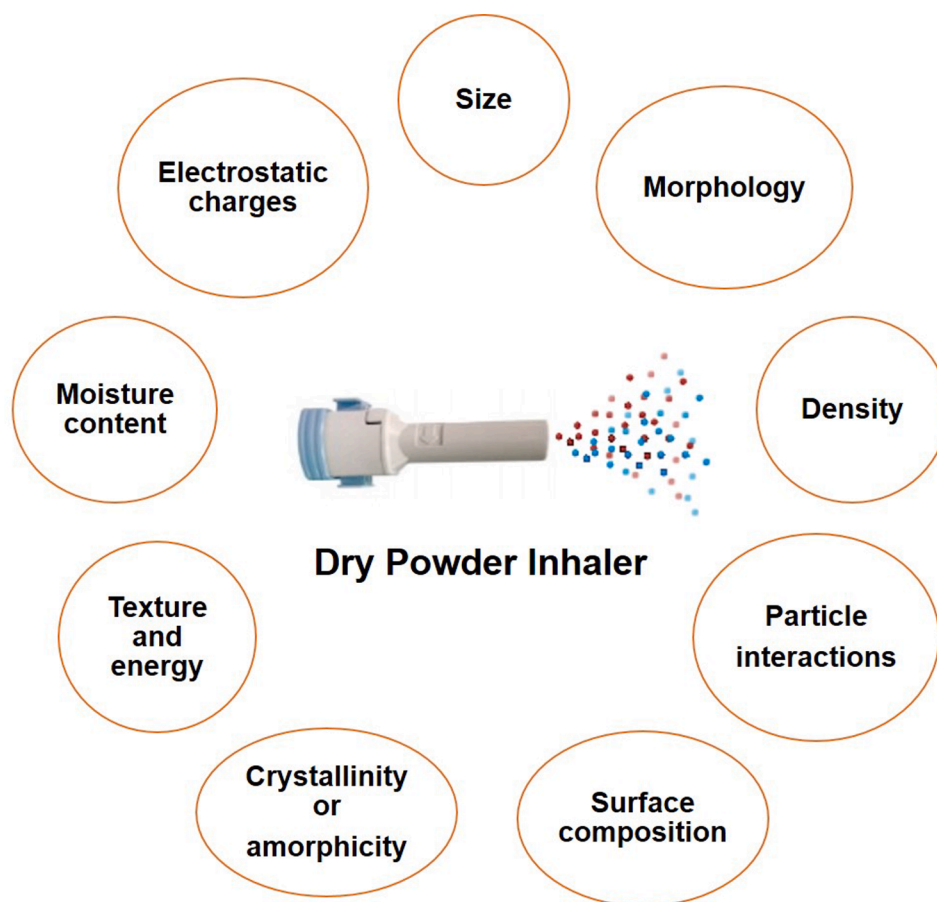 Size
Electrostatic
charges
Morphology
Moisture
content
Density
Dry Powder Inhaler
Texture
and
energy
Particle
interactions
Crystallinity
or
amorphicity
Surface
composition